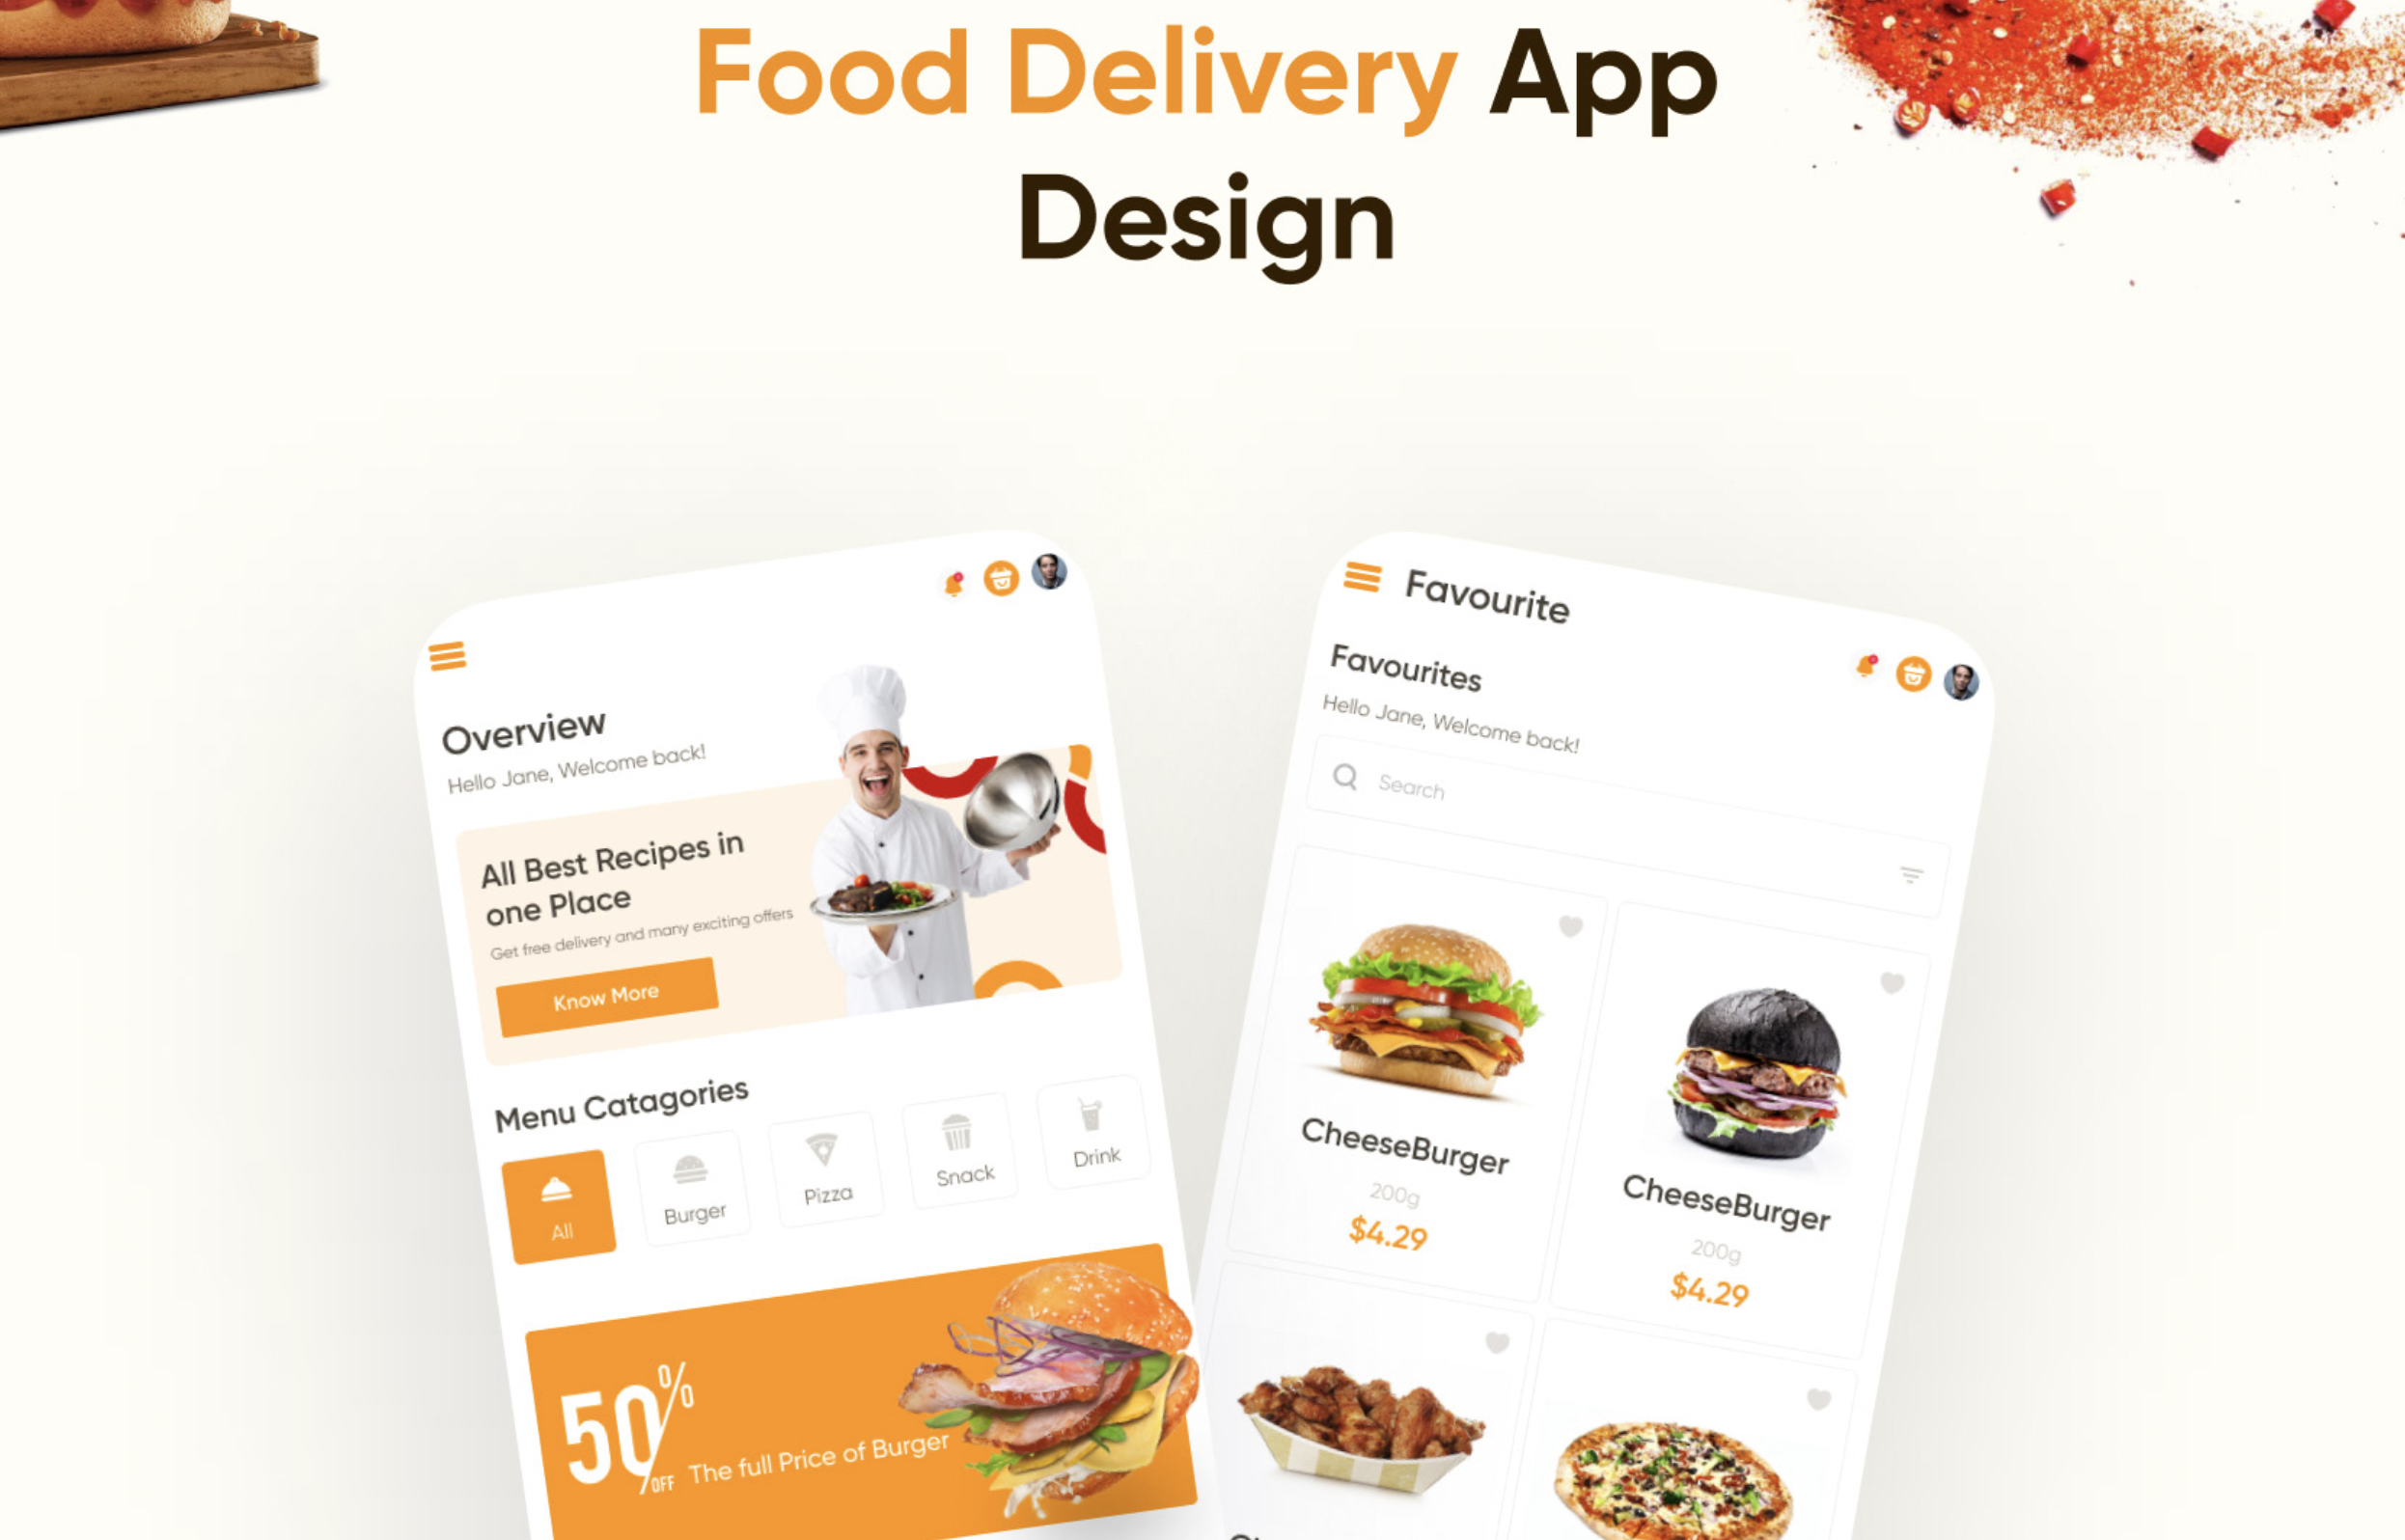 Food Delivery App
Design
Overview
Hello Jane, Welcome back!
All Best Recipes in
one Place
Get free delivery and many exciting offers
Know More
Menu Catagories
All
Burger
Pizza
Snack
Drink
50%
OFF The full Price of Burger
Favourite
Favourites
Hello Jane, Welcome back!
Search
CheeseBurger
200g
$4.29
CheeseBurger
200g
$4.29